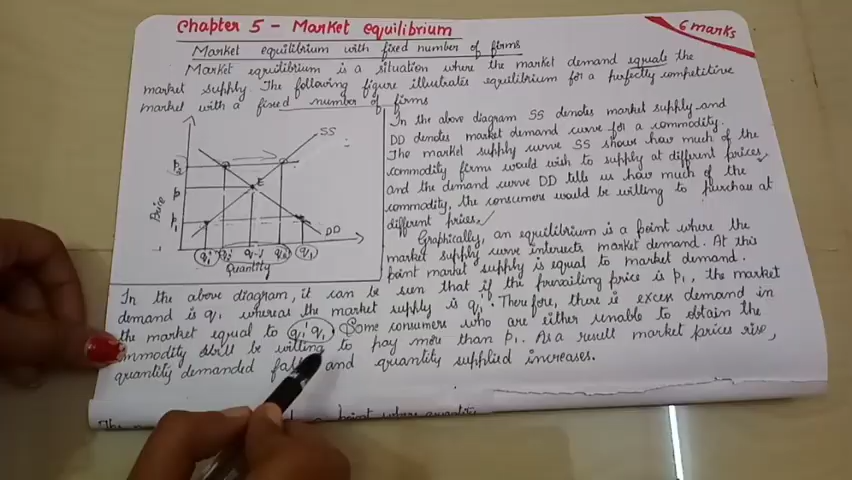 Chapter 5 - Market equilibrium
6 marks
Market equilibrium with fixed number of firms
Market equilibrium is a situation where the market demand equals the
market supply. The following figure illustrates equilibrium for a perfectly competitive
market with a fixed number of firms
SS
P2
E
P
P1
DD
Price
q1' q2' q q2 q1
Quantity
In the above diagram SS denotes market supply and
DD denotes market demand curve for a commodity.
The market supply curve SS shows how much of the
commodity firms would wish to supply at different prices,
and the demand curve DD tells us how much of the
commodity, the consumers would be willing to purchase at
different prices.
Graphically, an equilibrium is a point where the
market supply curve intersects market demand. At this
point market supply is equal to market demand.
In the above diagram, it can be seen that if the prevailing price is P1, the market
demand is q1 whereas the market supply is q1'. Therefore, there is excess demand in
the market equal to q1' q1. Some consumers who are either unable to obtain the
commodity still be willing to pay more than P1. As a result market prices rise,
quantity demanded falls and quantity supplied increases.
point where quantity